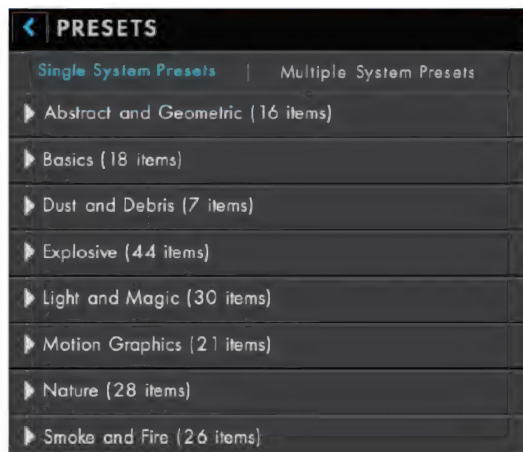 PRESETS
Single System Presets | Multiple System Presets
Abstract and Geometric (16 items)
Basics (18 items)
Dust and Debris (7 items)
Explosive (44 items)
Light and Magic (30 items)
Motion Graphics (21 items)
Nature (28 items)
Smoke and Fire (26 items)